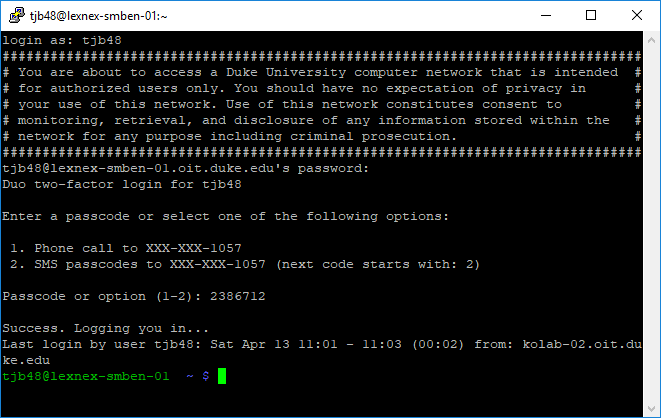 tjb48@lexnex-smben-01:~
login as: tjb48
################################################################################
# You are about to access a Duke University computer network that is intended  #
# for authorized users only. You should have no expectation of privacy in      #
# your use of this network. Use of this network constitutes consent to         #
# monitoring, retrieval, and disclosure of any information stored within the   #
# network for any purpose including criminal prosecution.                      #
################################################################################
tjb48@lexnex-smben-01.oit.duke.edu's password:
Duo two-factor login for tjb48
Enter a passcode or select one of the following options:
 1. Phone call to XXX-XXX-1057
 2. SMS passcodes to XXX-XXX-1057 (next code starts with: 2)
Passcode or option (1-2): 2386712
Success. Logging you in...
Last login by user tjb48: Sat Apr 13 11:01 - 11:03 (00:02) from: kolab-02.oit.du
ke.edu
tjb48@lexnex-smben-01  ~ $